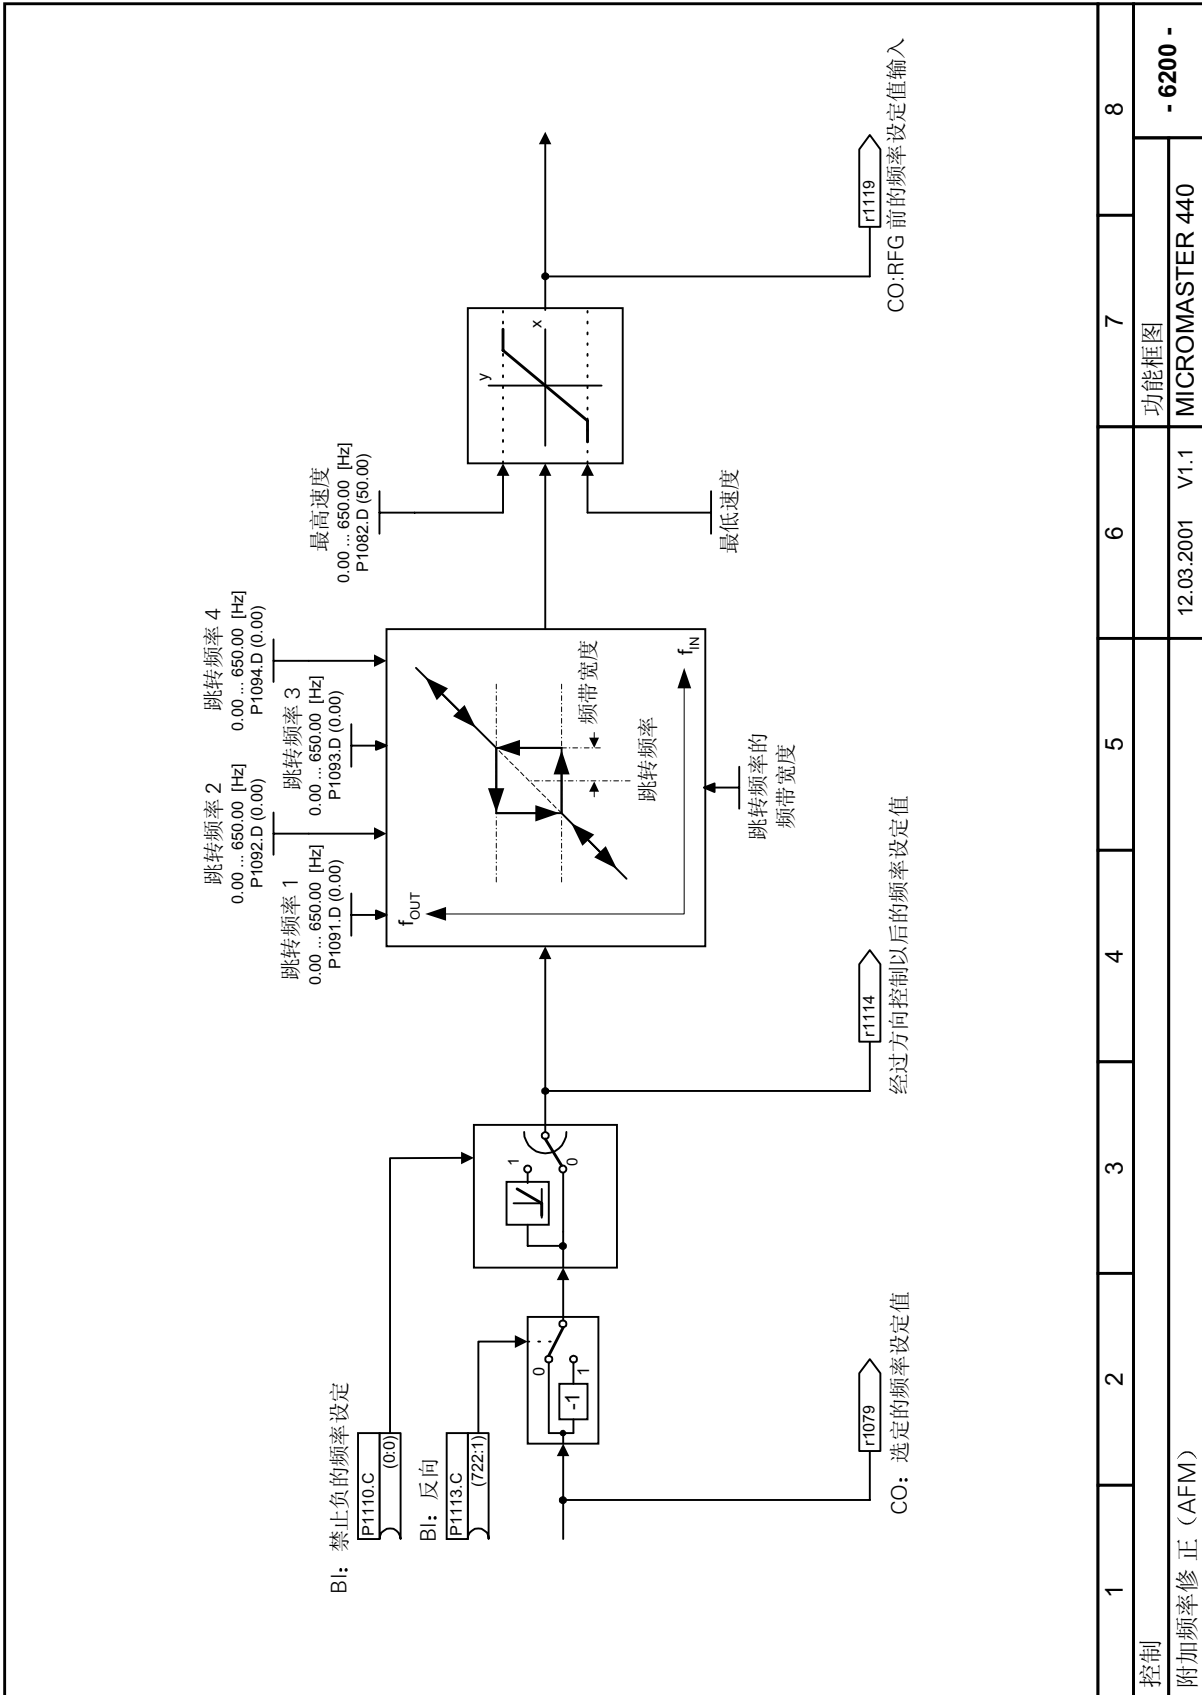 跳转频率 2
0.00 ... 650.00 [Hz]
P1092.D (0.00)
跳转频率 4
0.00 ... 650.00 [Hz]
P1094.D (0.00)
跳转频率 1
0.00 ... 650.00 [Hz]
P1091.D (0.00)
跳转频率 3
0.00 ... 650.00 [Hz]
P1093.D (0.00)
最高速度
0.00 ... 650.00 [Hz]
P1082.D (50.00)
BI：禁止负的频率设定
P1110.C
(0:0)
BI：反向
P1113.C
(722:1)
0
1
-1
1
0
fOUT
fIN
频带宽度
跳转频率
跳转频率的
频带宽度
y
x
最低速度
r1079
CO：选定的频率设定值
r1114
经过方向控制以后的频率设定值
r1119
CO:RFG 前的频率设定值输入
1
2
3
4
5
6
7
8
控制
功能框图
- 6200 -
附加频率修 正（AFM）
12.03.2001
V1.1
MICROMASTER 440